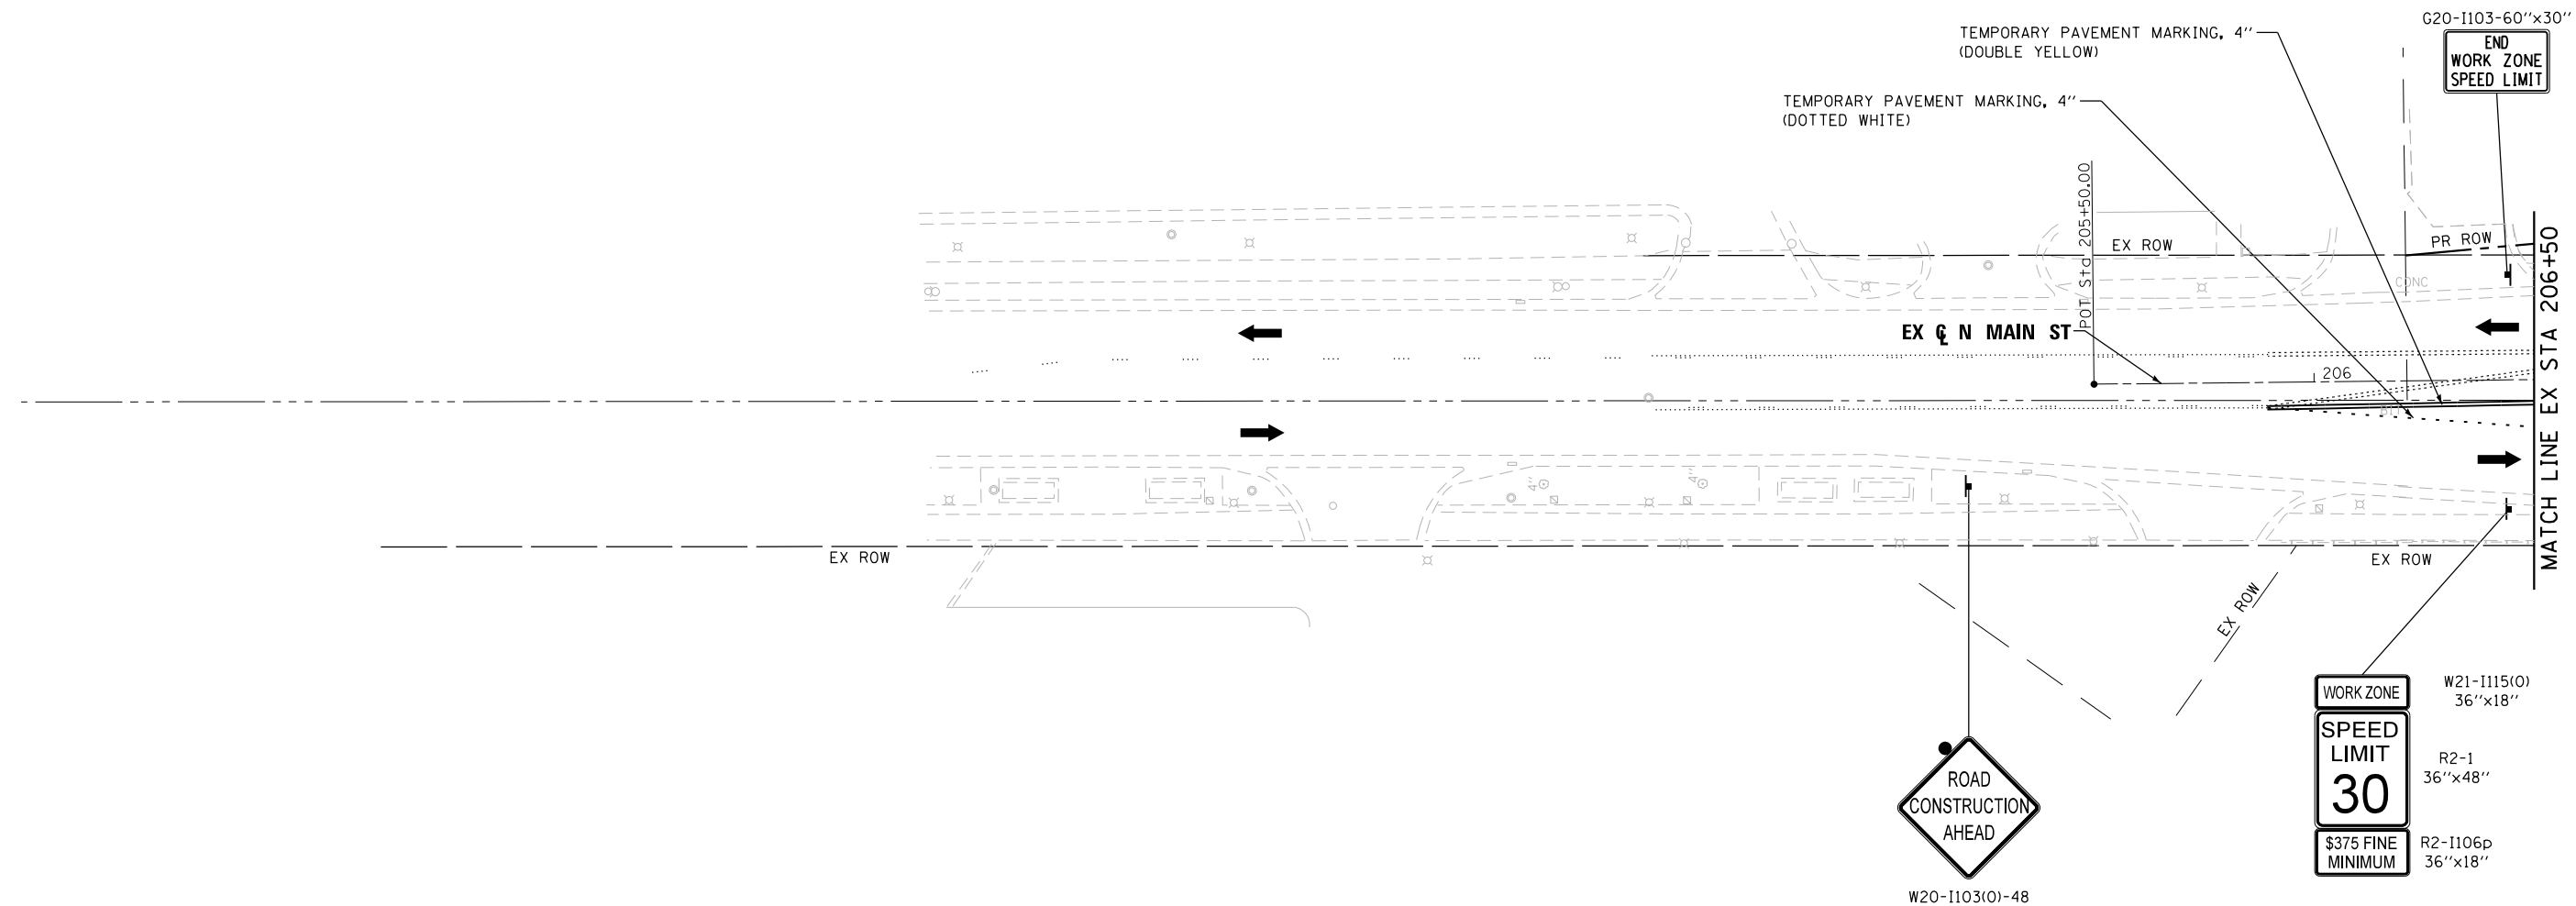 G20-I103-60''x30''
END
WORK ZONE
SPEED LIMIT
TEMPORARY PAVEMENT MARKING, 4''
(DOUBLE YELLOW)
TEMPORARY PAVEMENT MARKING, 4''
(DOTTED WHITE)
POT Sta 205+50.00
EX ROW
PR ROW
CONC
EX ℄ N MAIN ST
206
MATCH LINE EX STA 206+50
EX ROW
EX ROW
EX ROW
WORK ZONE
W21-I115(O)
36''x18''
SPEED
LIMIT
30
R2-1
36''x48''
$375 FINE
MINIMUM
R2-I106p
36''x18''
ROAD
CONSTRUCTION
AHEAD
W20-I103(O)-48